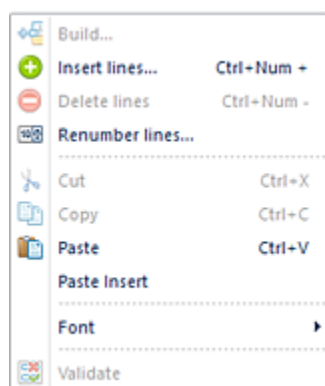 Build...
Insert lines... Ctrl+Num +
Delete lines Ctrl+Num -
Renumber lines...
Cut Ctrl+X
Copy Ctrl+C
Paste Ctrl+V
Paste Insert
Font
Validate